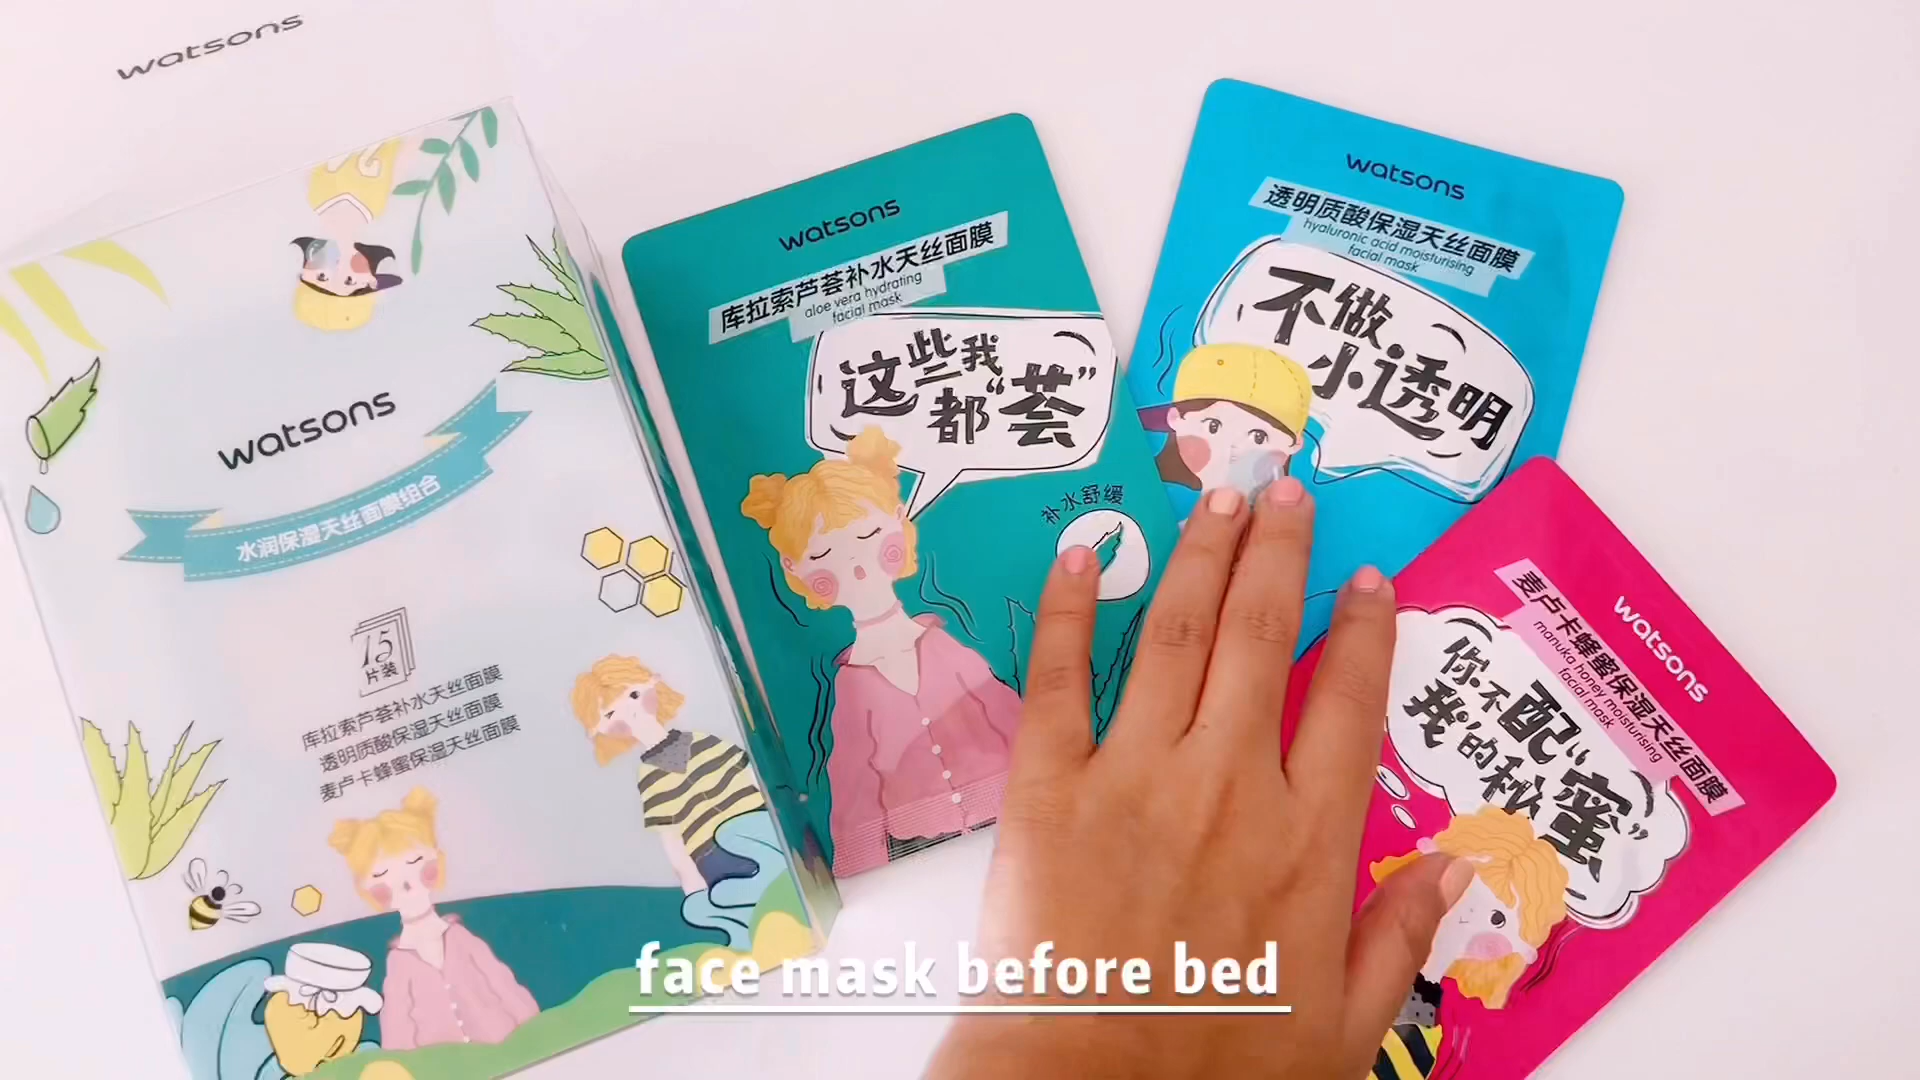 watsons
watsons
水润保湿天丝面膜组合
15
片装
库拉索芦荟补水天丝面膜
透明质酸保湿天丝面膜
麦卢卡蜂蜜保湿天丝面膜
watsons
库拉索芦荟补水天丝面膜
aloe vera hydrating
facial mask
这些我
都“荟”
补水舒缓
watsons
透明质酸保湿天丝面膜
hyaluronic acid moisturising
facial mask
不做
小透明
watsons
麦卢卡蜂蜜保湿天丝面膜
manuka honey moisturising
facial mask
你不配
我的秘“蜜”
face mask before bed